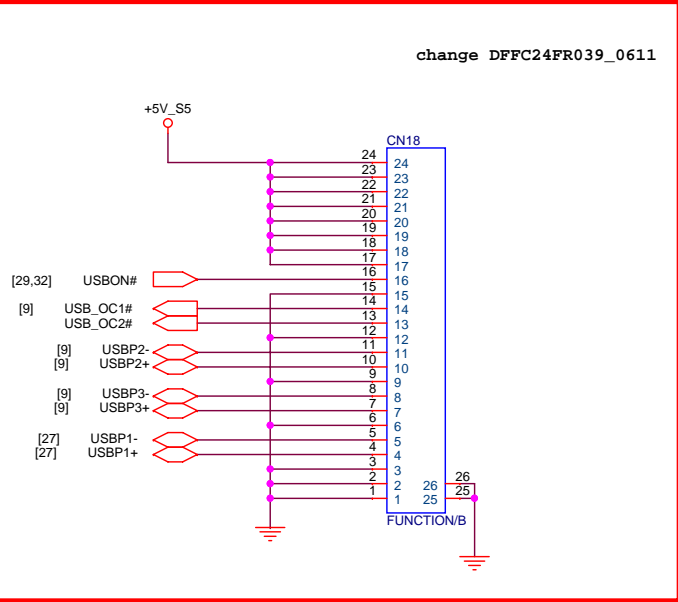 change DFFC24FR039_0611
+5V_S5
CN18
24 24
23 23
22 22
21 21
20 20
19 19
18 18
17 17
[29,32] USBON# 16 16
15 15
[9] USB_OC1# 14 14
USB_OC2# 13 13
12 12
[9] USBP2- 11 11
[9] USBP2+ 10 10
9 9
[9] USBP3- 8 8
[9] USBP3+ 7 7
6 6
[27] USBP1- 5 5
[27] USBP1+ 4 4
3 3
2 2 26 26
1 1 25 25
FUNCTION/B